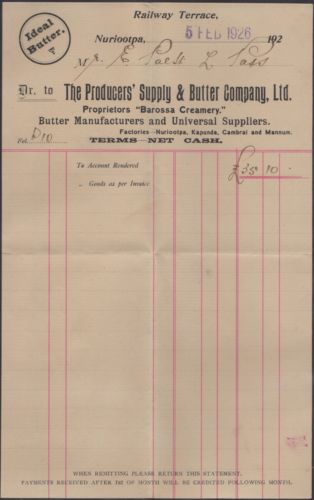 Railway Terrace,
Ideal
Butter.
Nuriootpa, 5 FEB 1926 192
Mr. E
Dr. to The Producers' Supply & Butter Company, Ltd.
Proprietors "Barossa Creamery."
Butter Manufacturers and Universal Suppliers.
Factories—Nuriootpa, Kapunda, Cambrai and Mannum.
Fol. D10 TERMS—NET CASH.
To Account Rendered £35 10 -
„ Goods as per Invoice
WHEN REMITTING PLEASE RETURN THIS STATEMENT.
PAYMENTS RECEIVED AFTER 1st OF MONTH WILL BE CREDITED FOLLOWING MONTH.